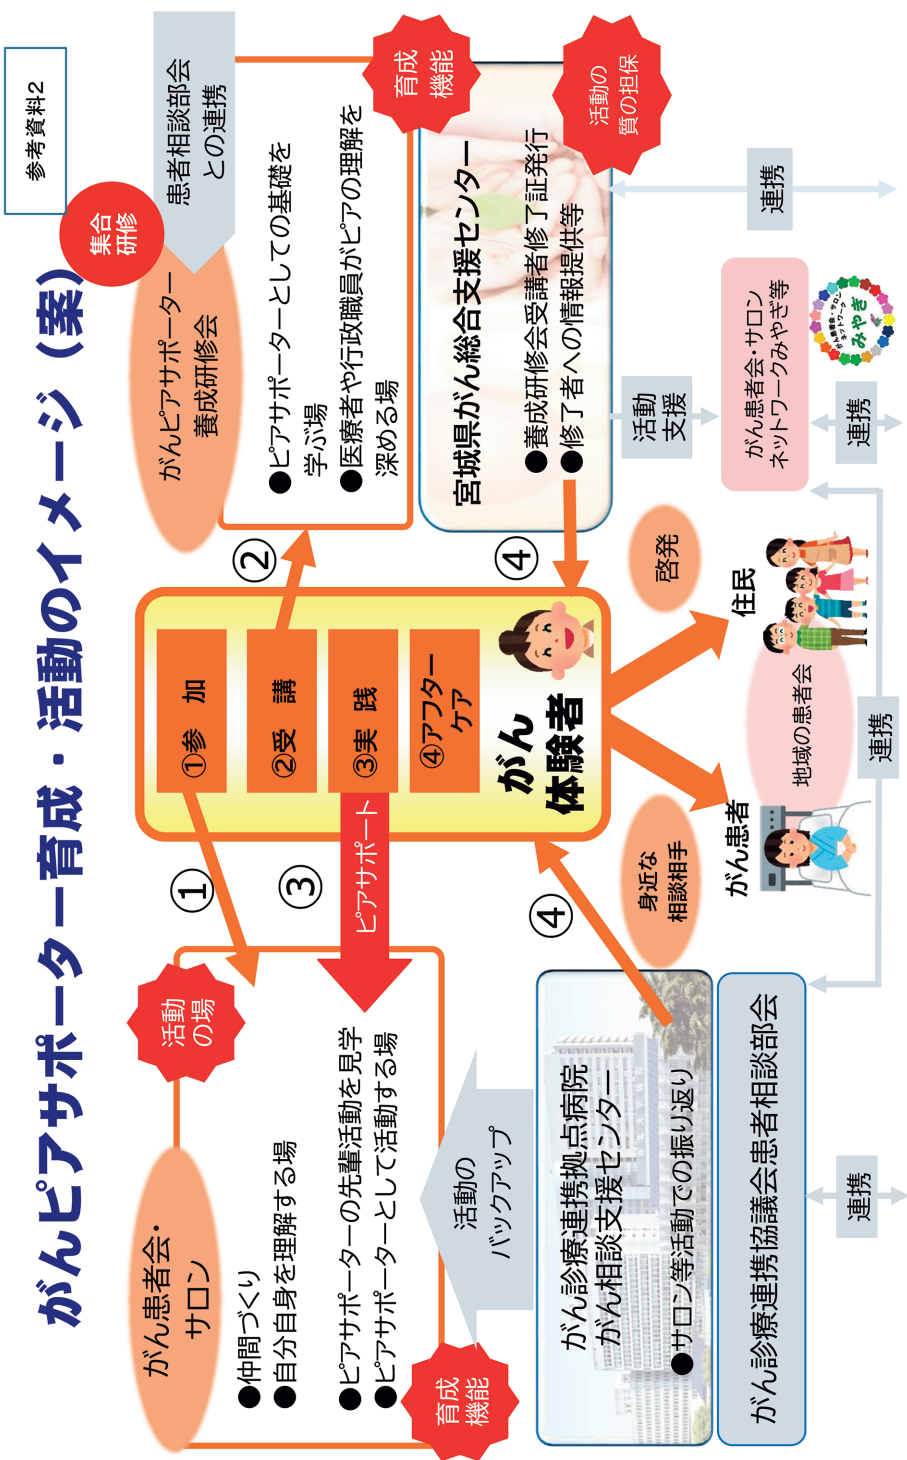 参考資料2
がんピアサポーター育成・活動のイメージ（案）
がん患者会・
サロン
活動
の場
●仲間づくり
●自分自身を理解する場
●ピアサポーターの先輩活動を見学
●ピアサポーターとして活動する場
育成
機能
①
③
ピアサポート
①参　加
②受　講
③実　践
④アフター
ケア
がん
体験者
②
④
がんピアサポーター
養成研修会
集合
研修
患者相談部会
との連携
●ピアサポーターとしての基礎を
学ぶ場
●医療者や行政職員がピアの理解を
深める場
育成
機能
宮城県がん総合支援センター
●養成研修会受講者修了証発行
●修了者への情報提供等
活動の
質の担保
活動の
バックアップ
がん診療連携拠点病院
がん相談支援センター
●サロン等活動での振り返り
④
がん診療連携協議会患者相談部会
連携
身近な
相談相手
がん患者
地域の患者会
啓発
住民
連携
活動
支援
がん患者会・サロン
ネットワークみやぎ等
がん患者会・サロン
ネットワーク
みやぎ
連携
連携